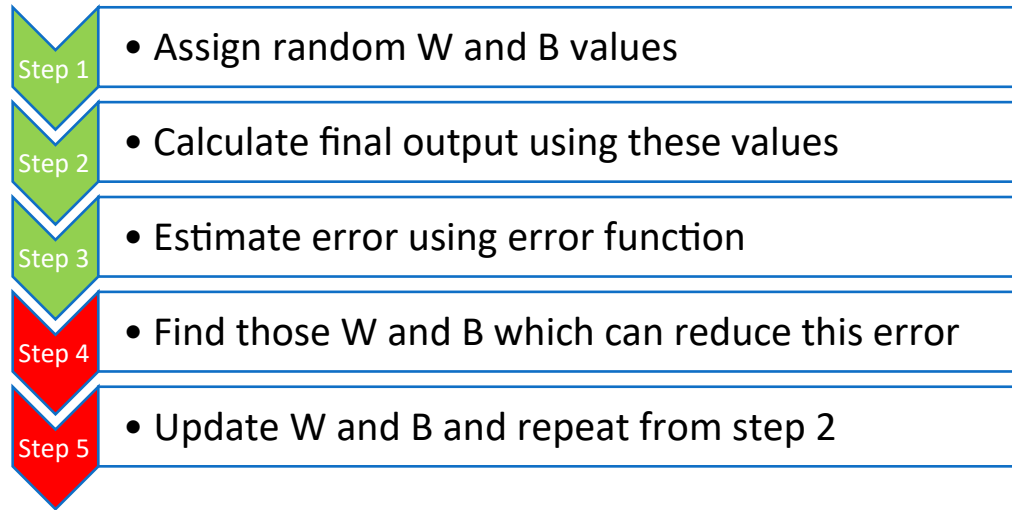 Step 1
• Assign random W and B values
Step 2
• Calculate final output using these values
Step 3
• Estimate error using error function
Step 4
• Find those W and B which can reduce this error
Step 5
• Update W and B and repeat from step 2